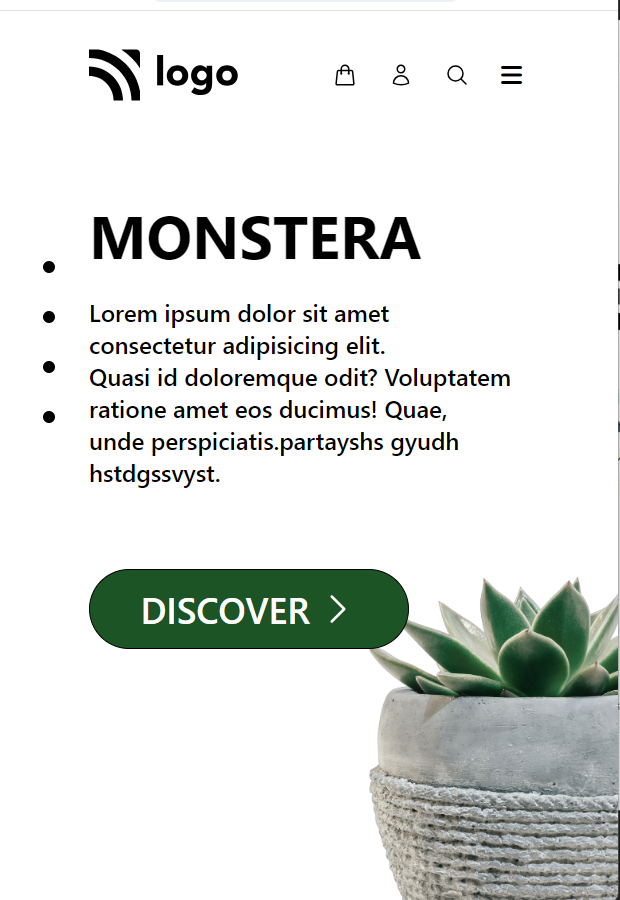 logo
MONSTERA
Lorem ipsum dolor sit amet
consectetur adipisicing elit.
Quasi id doloremque odit? Voluptatem
ratione amet eos ducimus! Quae,
unde perspiciatis.partayshs gyudh
hstdgssvyst.
DISCOVER